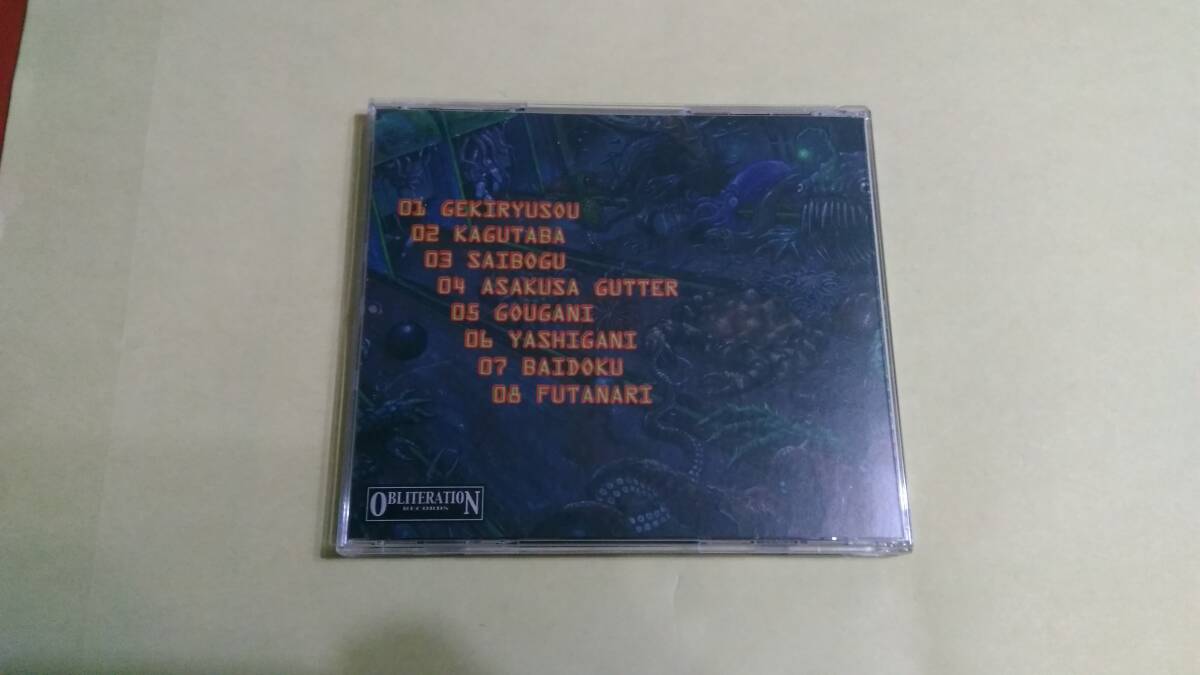 01 GEKIRYUSOU
02 KAGUTABA
03 SAIBOGU
04 ASAKUSA GUTTER
05 GOUGANI
06 YASHIGANI
07 BAIDOKU
08 FUTANARI
OBLITERATION
RECORDS